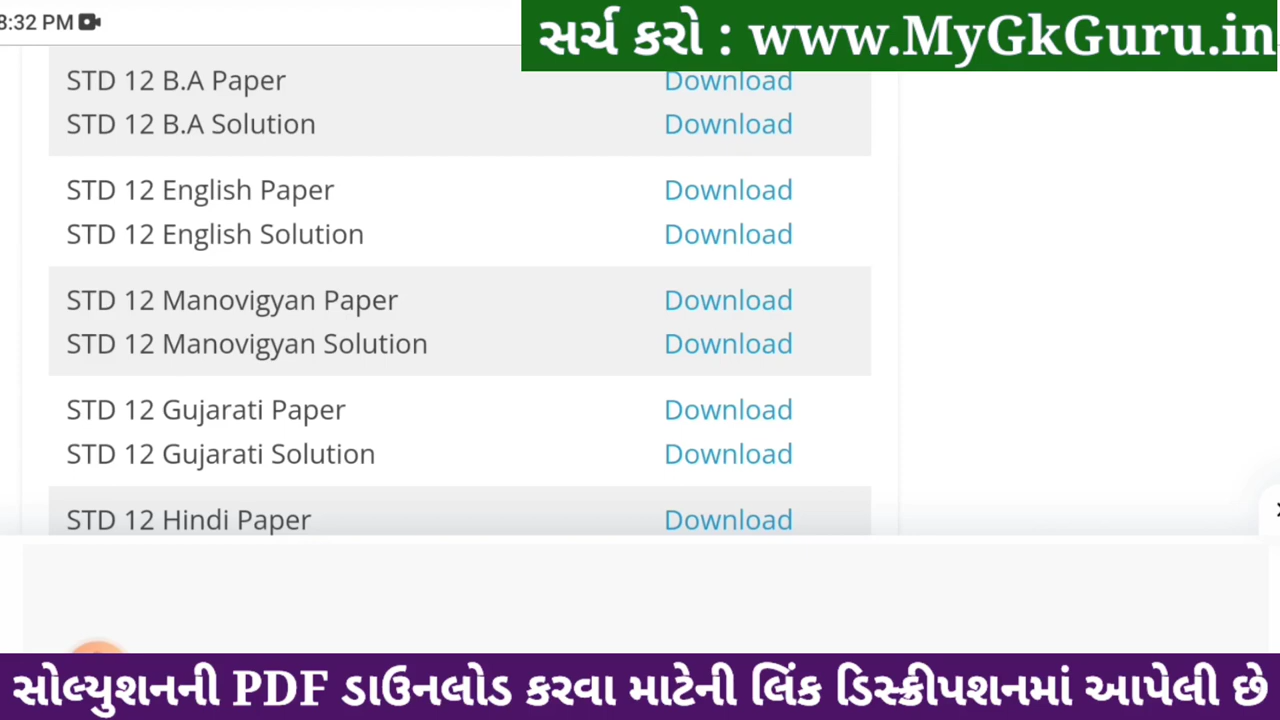 8:32 PM
સર્ચ કરો : www.MyGkGuru.in
STD 12 B.A Paper Download
STD 12 B.A Solution Download
STD 12 English Paper Download
STD 12 English Solution Download
STD 12 Manovigyan Paper Download
STD 12 Manovigyan Solution Download
STD 12 Gujarati Paper Download
STD 12 Gujarati Solution Download
STD 12 Hindi Paper Download
સોલ્યુશનની PDF ડાઉનલોડ કરવા માટેની લિંક ડિસ્ક્રીપશનમાં આપેલી છે